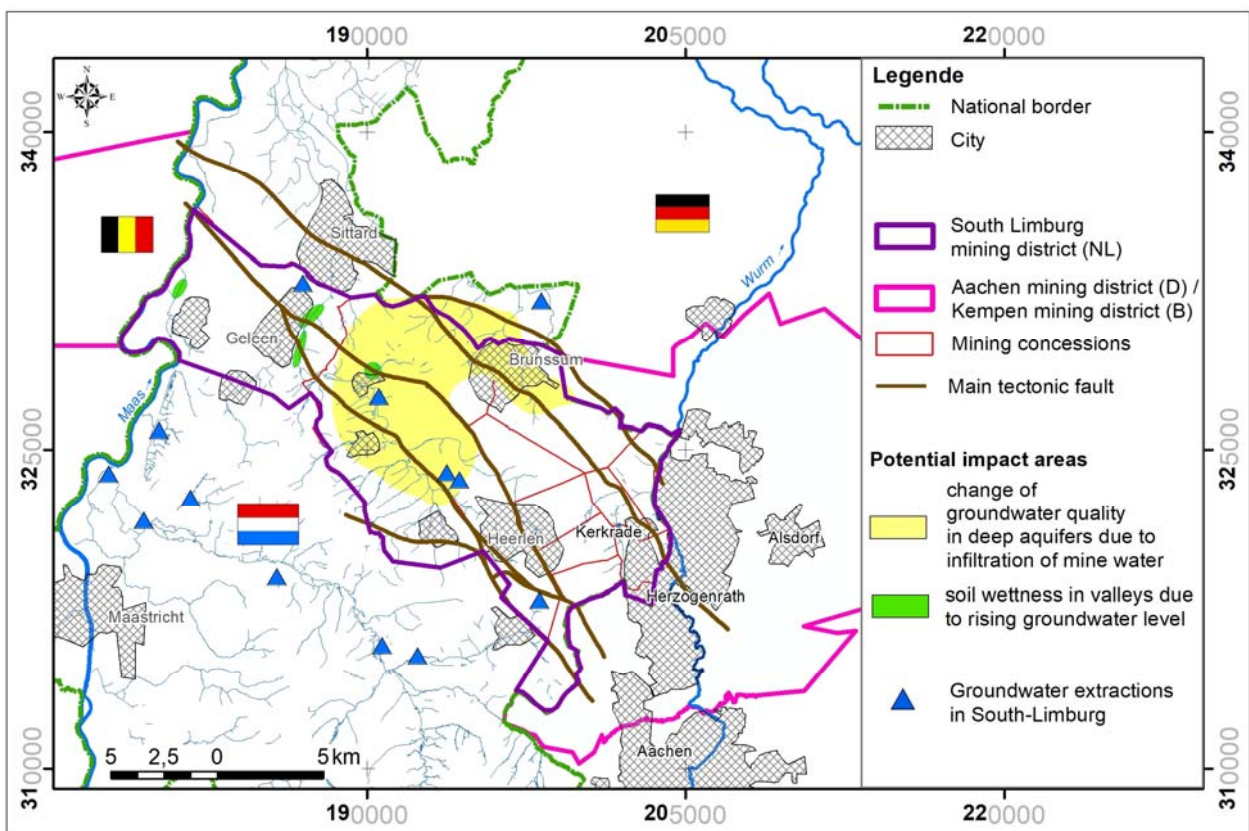 190000
205000
220000
340000
325000
310000
N
W
E
S
Sittard
Geleen
Brunssum
Heerlen
Kerkrade
Alsdorf
Herzogenrath
Maastricht
Aachen
Maas
Wurm
5 2,5 0 5 km
190000
205000
220000
340000
325000
310000
Legende
National border
City
South Limburg
mining district (NL)
Aachen mining district (D) /
Kempen mining district (B)
Mining concessions
Main tectonic fault
Potential impact areas
change of
groundwater quality
in deep aquifers due to
infiltration of mine water
soil wettness in valleys due
to rising groundwater level
Groundwater extractions
in South-Limburg